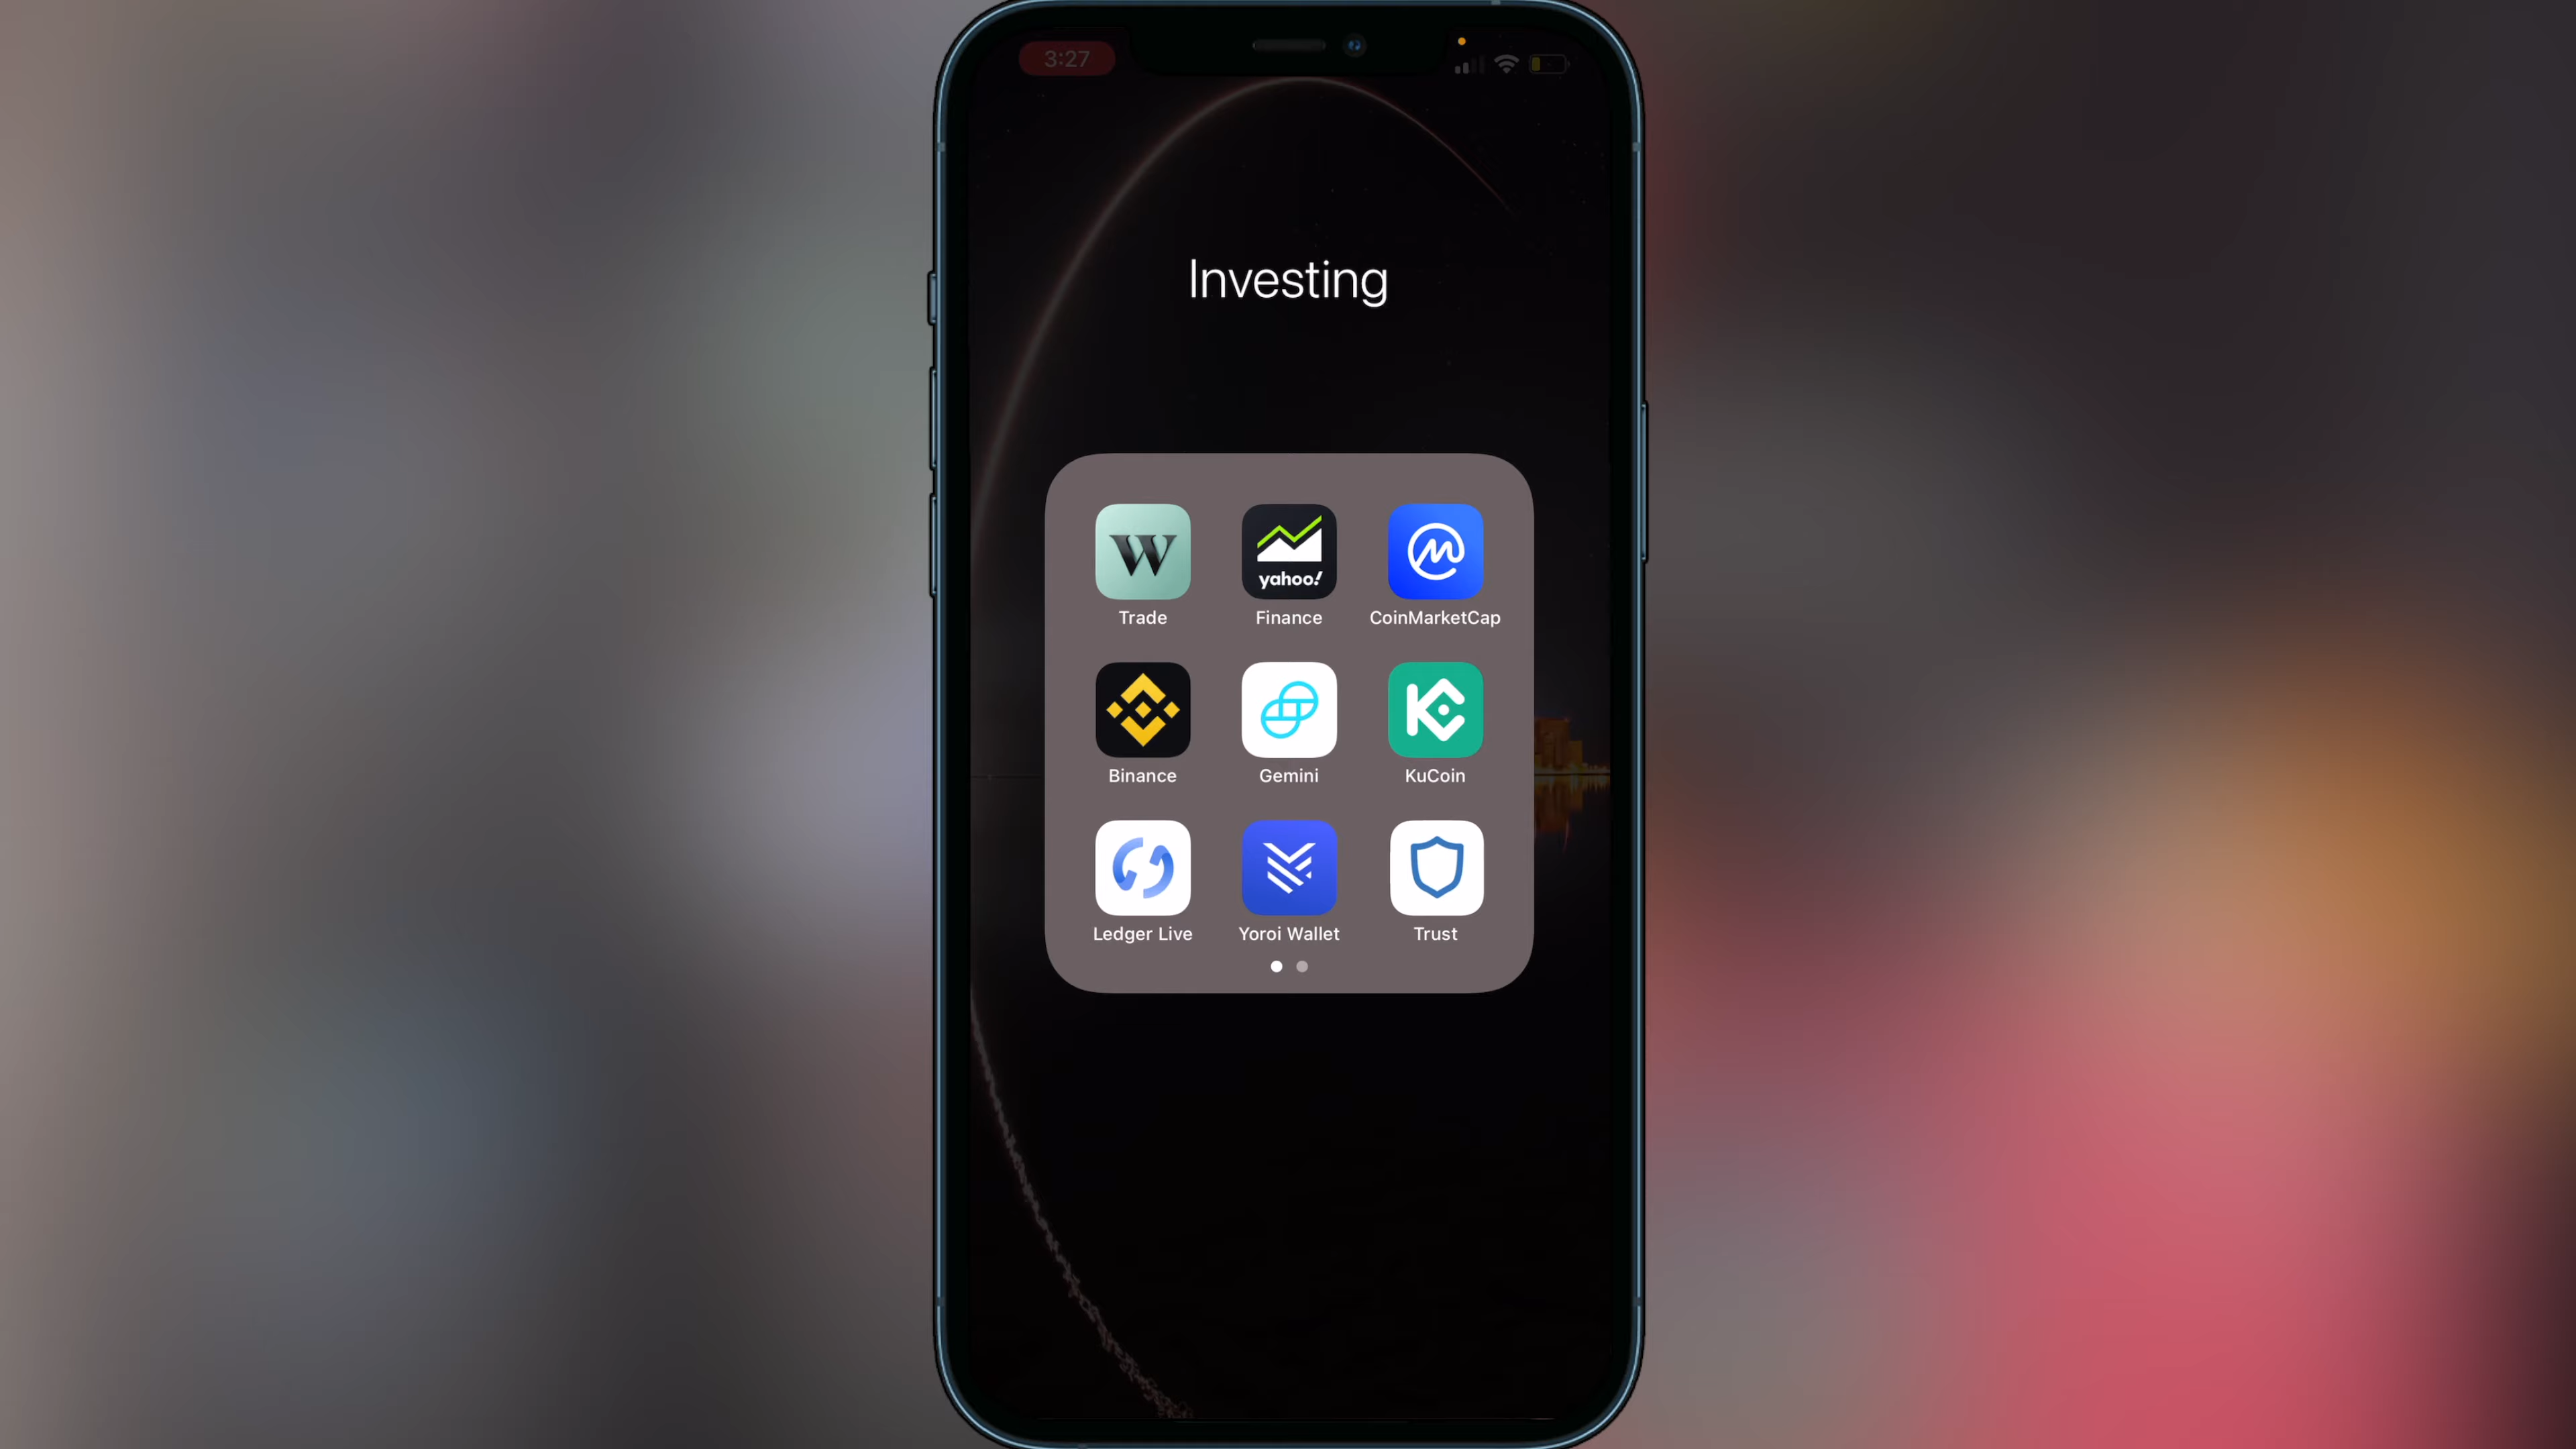 3:27
Investing
W
yahoo!
Trade Finance CoinMarketCap
Binance Gemini KuCoin
Ledger Live Yoroi Wallet Trust